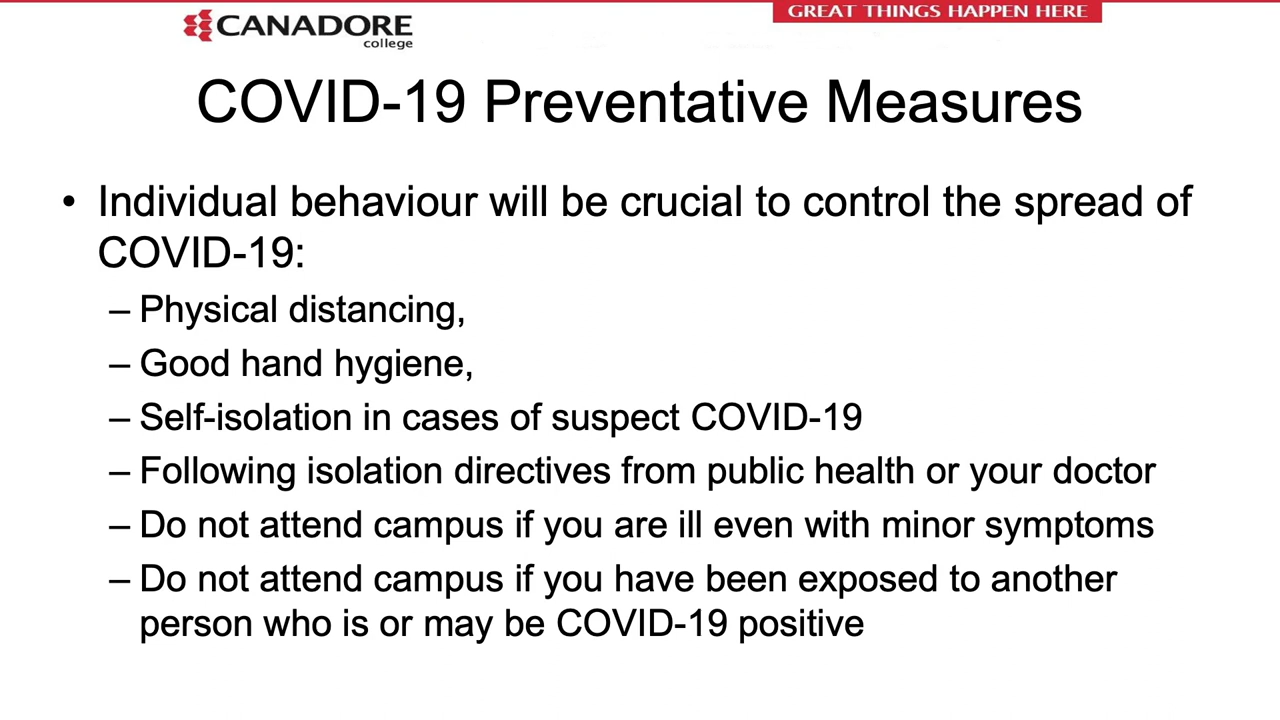 CANADORE
college
GREAT THINGS HAPPEN HERE
COVID-19 Preventative Measures
• Individual behaviour will be crucial to control the spread of
COVID-19:
– Physical distancing,
– Good hand hygiene,
– Self-isolation in cases of suspect COVID-19
– Following isolation directives from public health or your doctor
– Do not attend campus if you are ill even with minor symptoms
– Do not attend campus if you have been exposed to another
person who is or may be COVID-19 positive